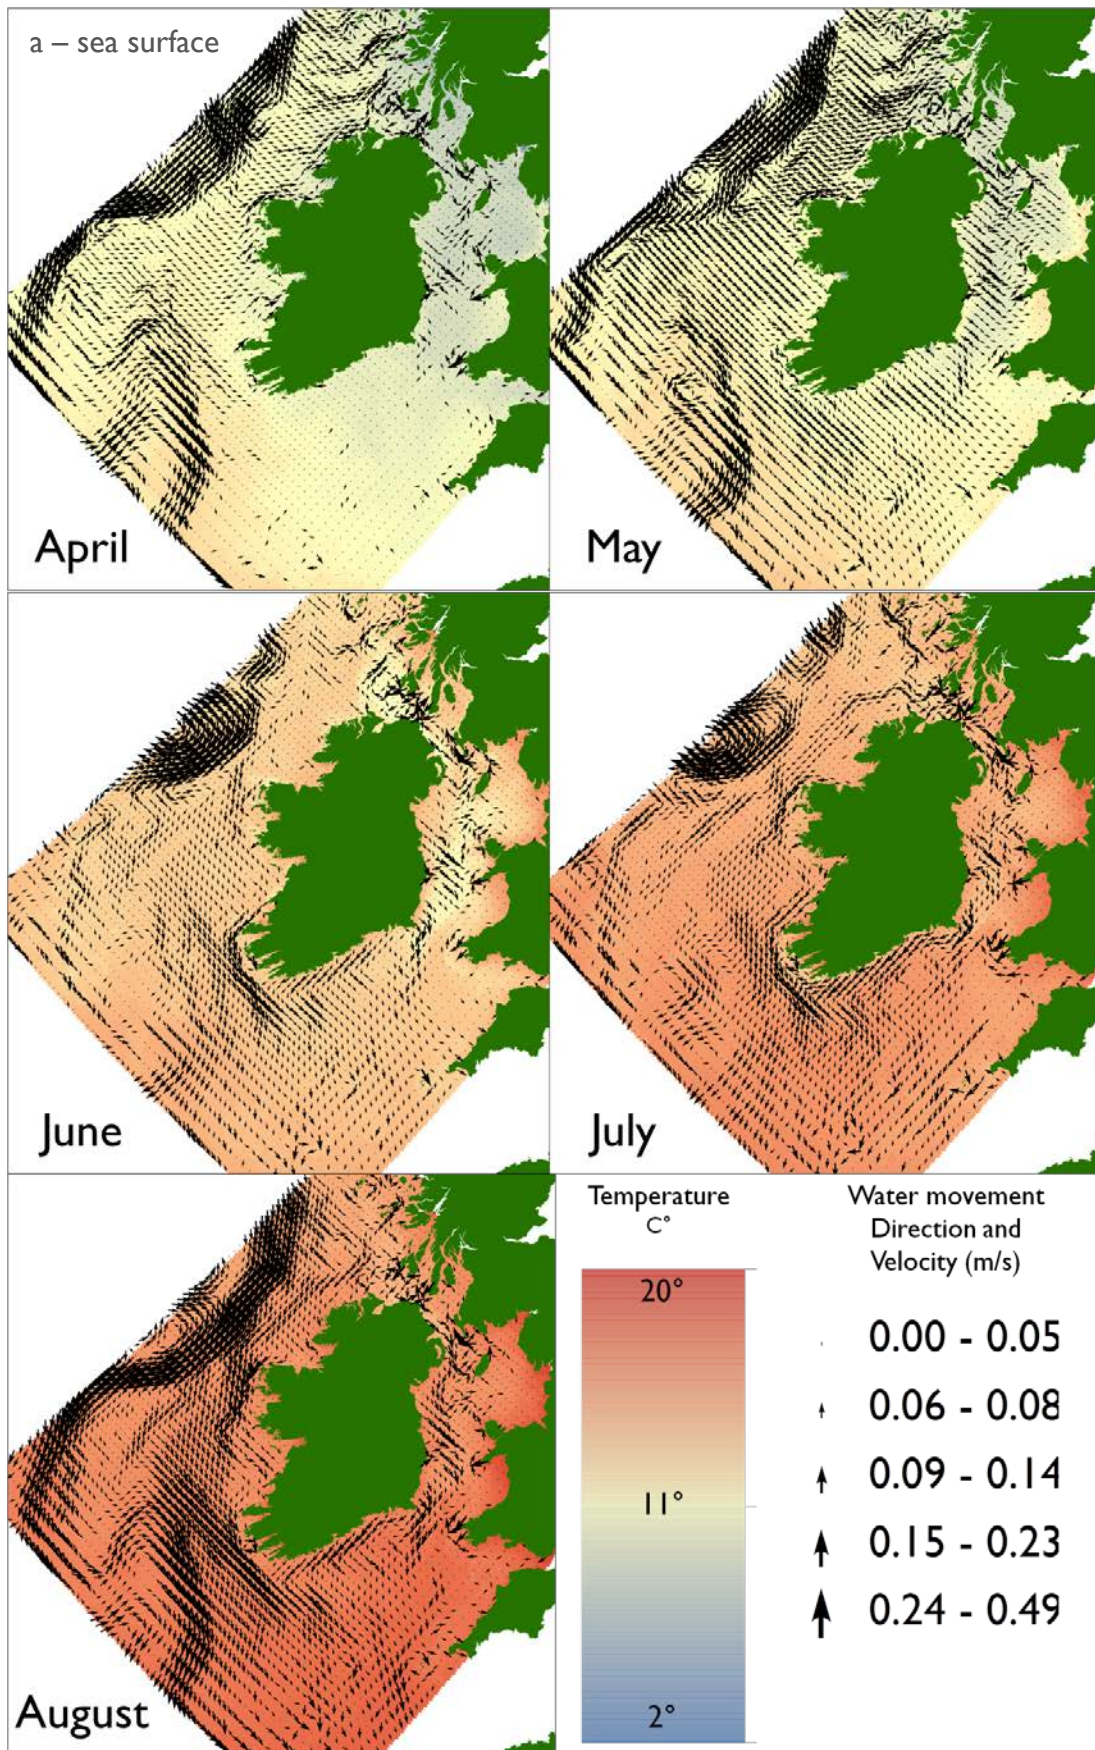 a – sea surface
April
May
June
July
August
Temperature
C°
20°
11°
2°
Water movement
Direction and
Velocity (m/s)
0.00 - 0.05
0.06 - 0.08
0.09 - 0.14
0.15 - 0.23
0.24 - 0.49